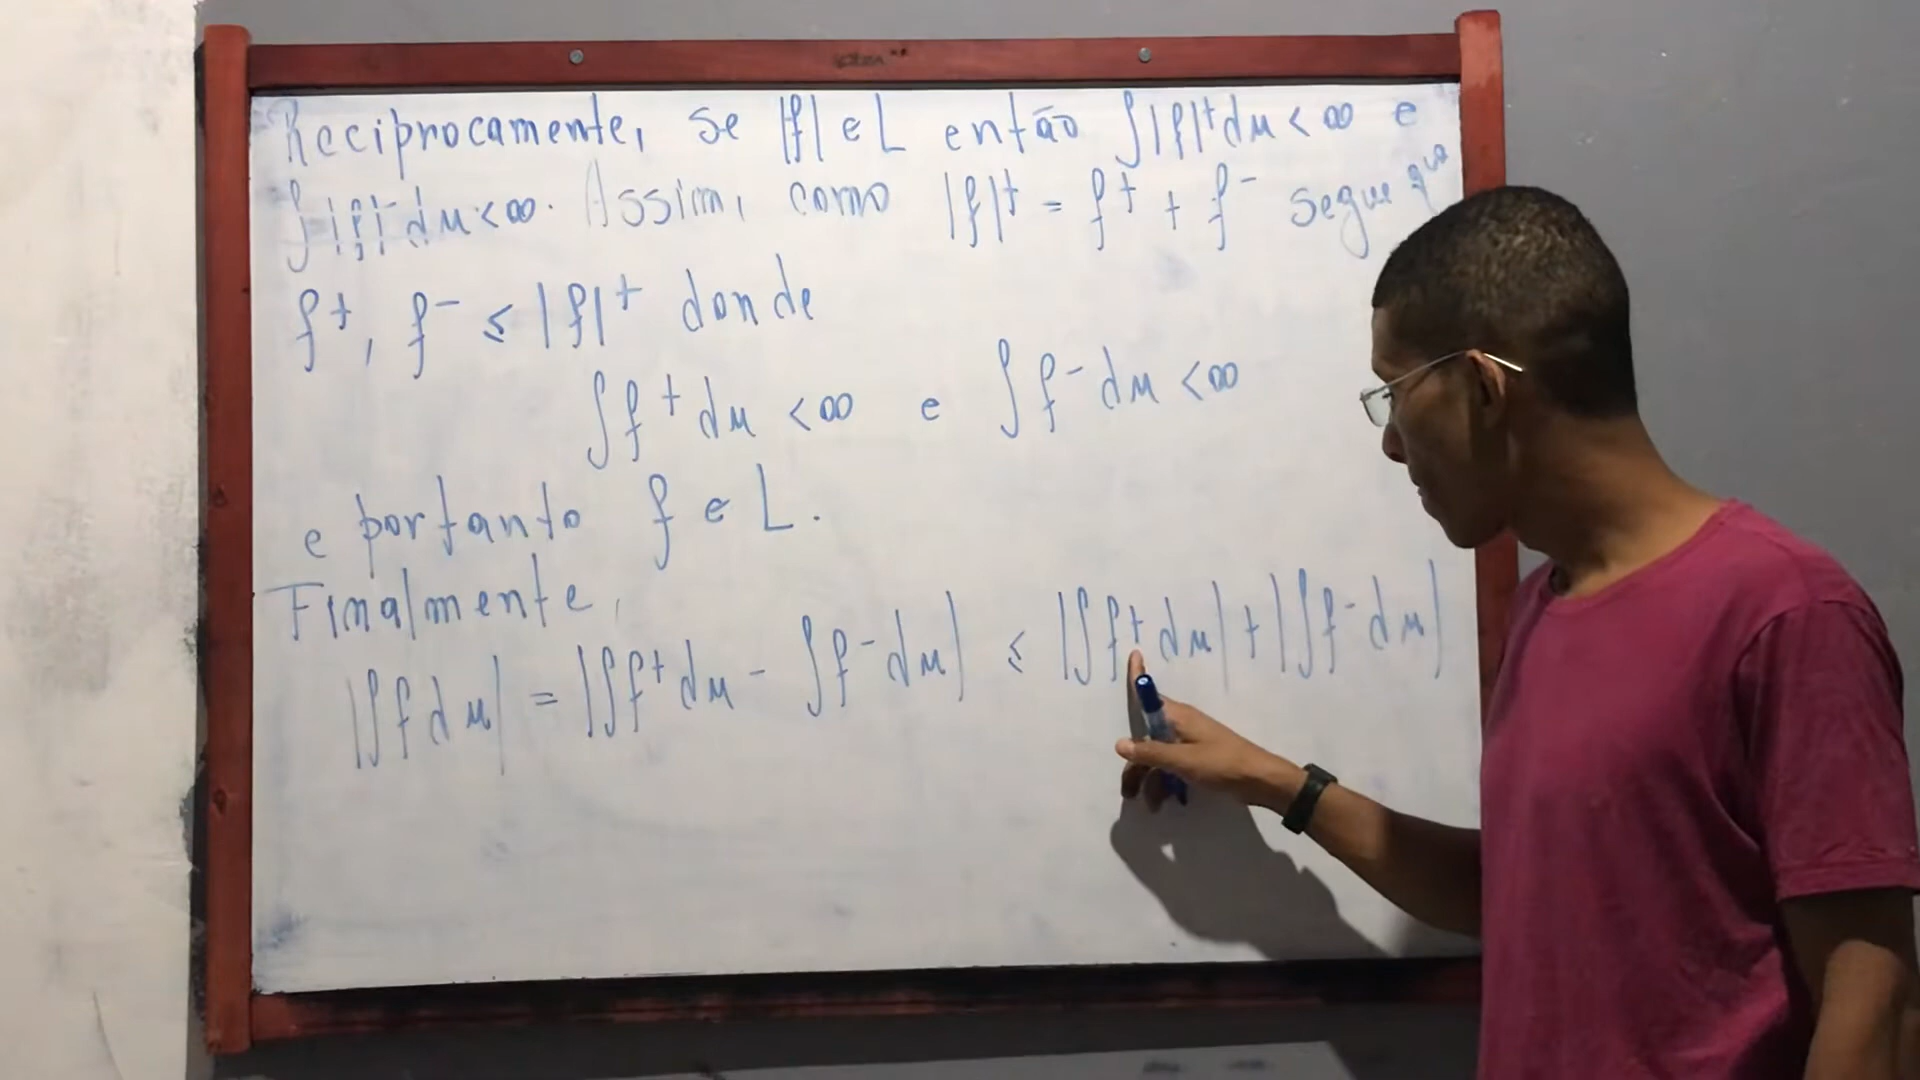 Reciprocamente, se |f| ∈ L então ∫|f|⁺dμ < ∞ e
∫|f|⁻dμ < ∞. Assim, como |f|⁺ = f⁺ + f⁻ segue que
f⁺, f⁻ ≤ |f|⁺ donde
∫f⁺dμ < ∞ e ∫f⁻dμ < ∞
e portanto f ∈ L.
Finalmente,
|∫f dμ| = |∫f⁺dμ - ∫f⁻dμ| ≤ |∫f⁺dμ| + |∫f⁻dμ|